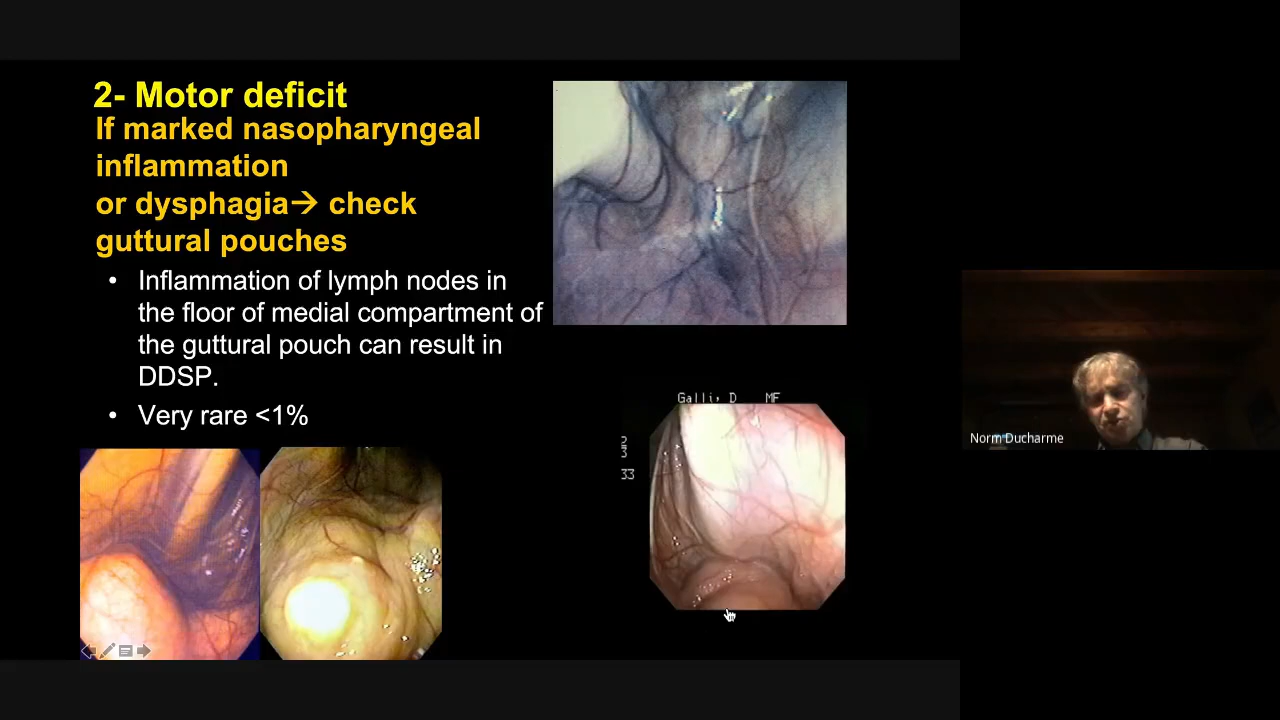 2- Motor deficit
If marked nasopharyngeal
inflammation
or dysphagia→ check
guttural pouches
• Inflammation of lymph nodes in
the floor of medial compartment of
the guttural pouch can result in
DDSP.
• Very rare <1%
Galli, D MF
33
Norm Ducharme